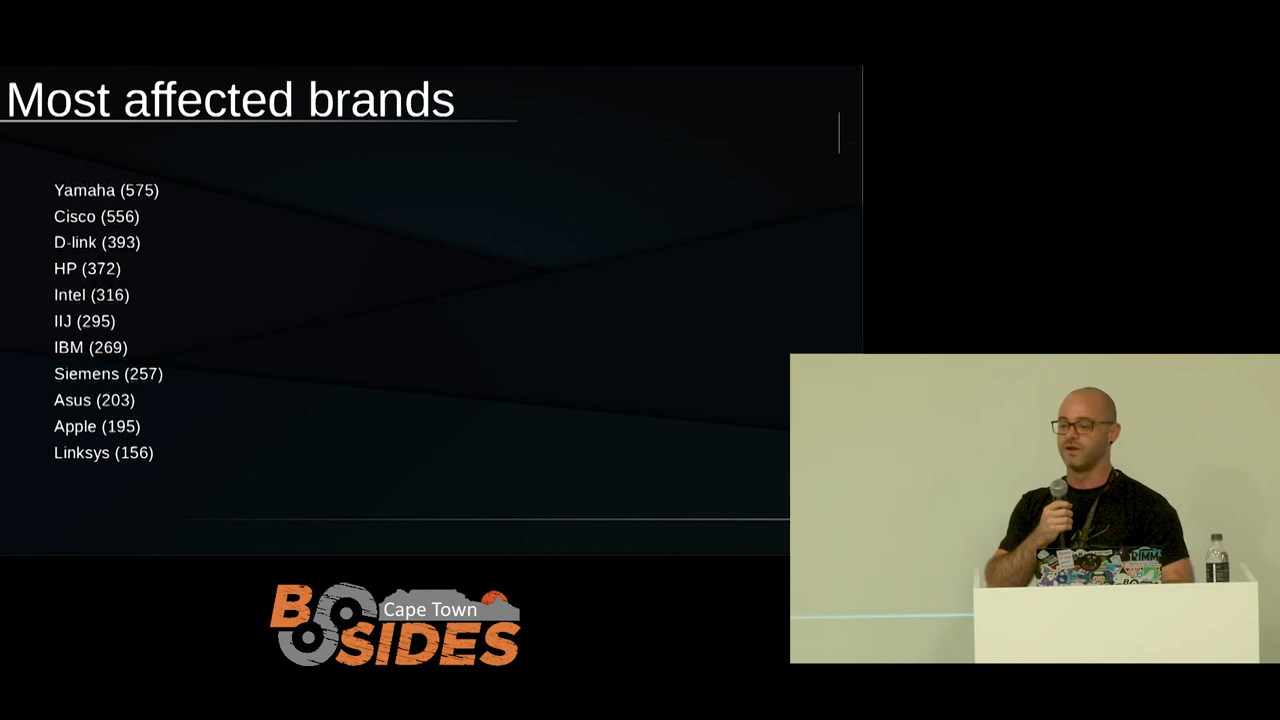 Most affected brands
Yamaha (575)
Cisco (556)
D-link (393)
HP (372)
Intel (316)
IIJ (295)
IBM (269)
Siemens (257)
Asus (203)
Apple (195)
Linksys (156)
RIMM
BSIDES
Cape Town